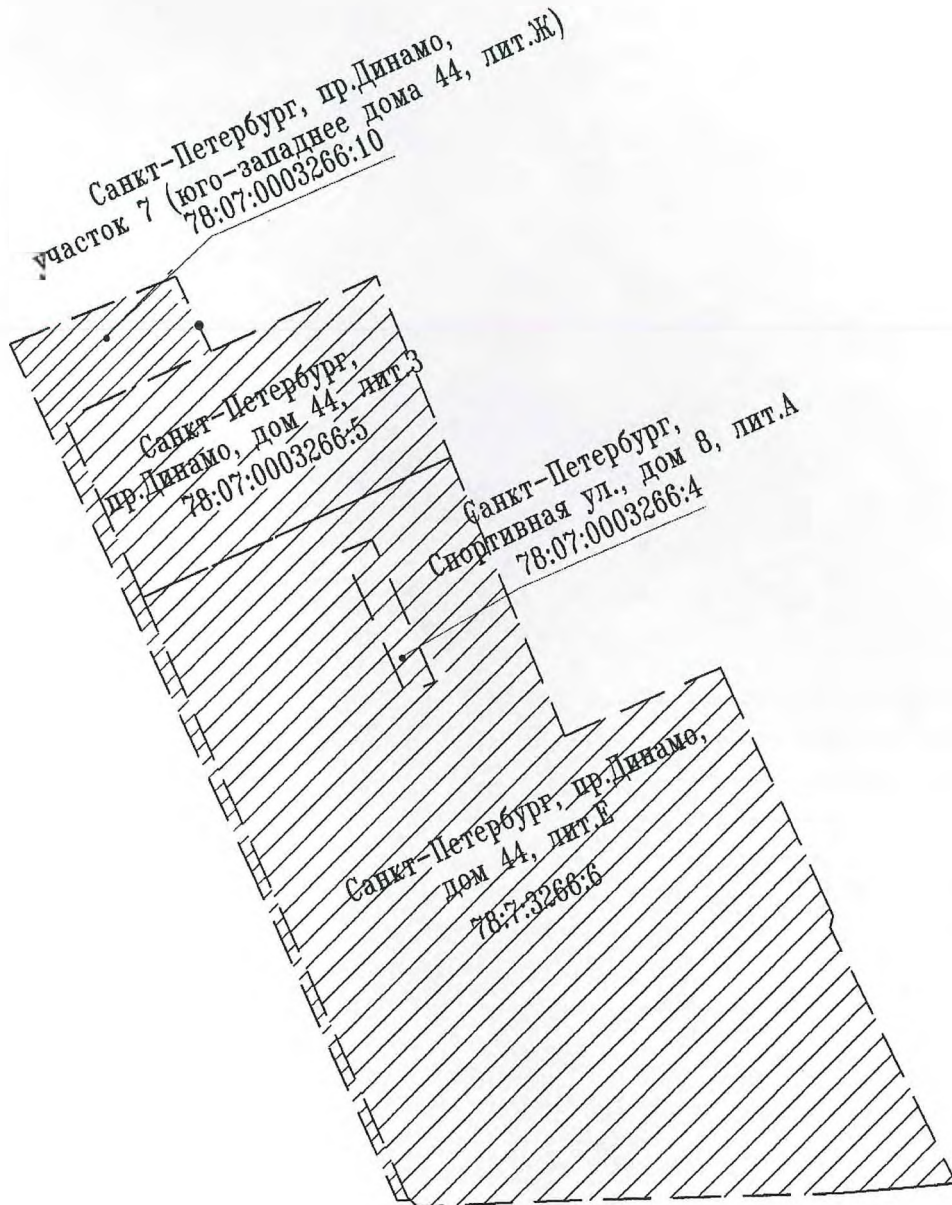 Санкт-Петербург, пр.Динамо,
участок 7 (юго-западнее дома 44, лит.Ж)
78:07:0003266:10
Санкт-Петербург,
пр.Динамо, дом 44, лит.З
78:07:0003266:5
Санкт-Петербург,
Спортивная ул., дом 8, лит.А
78:07:0003266:4
Санкт-Петербург, пр.Динамо,
дом 44, лит.Е
78:7:3266:6